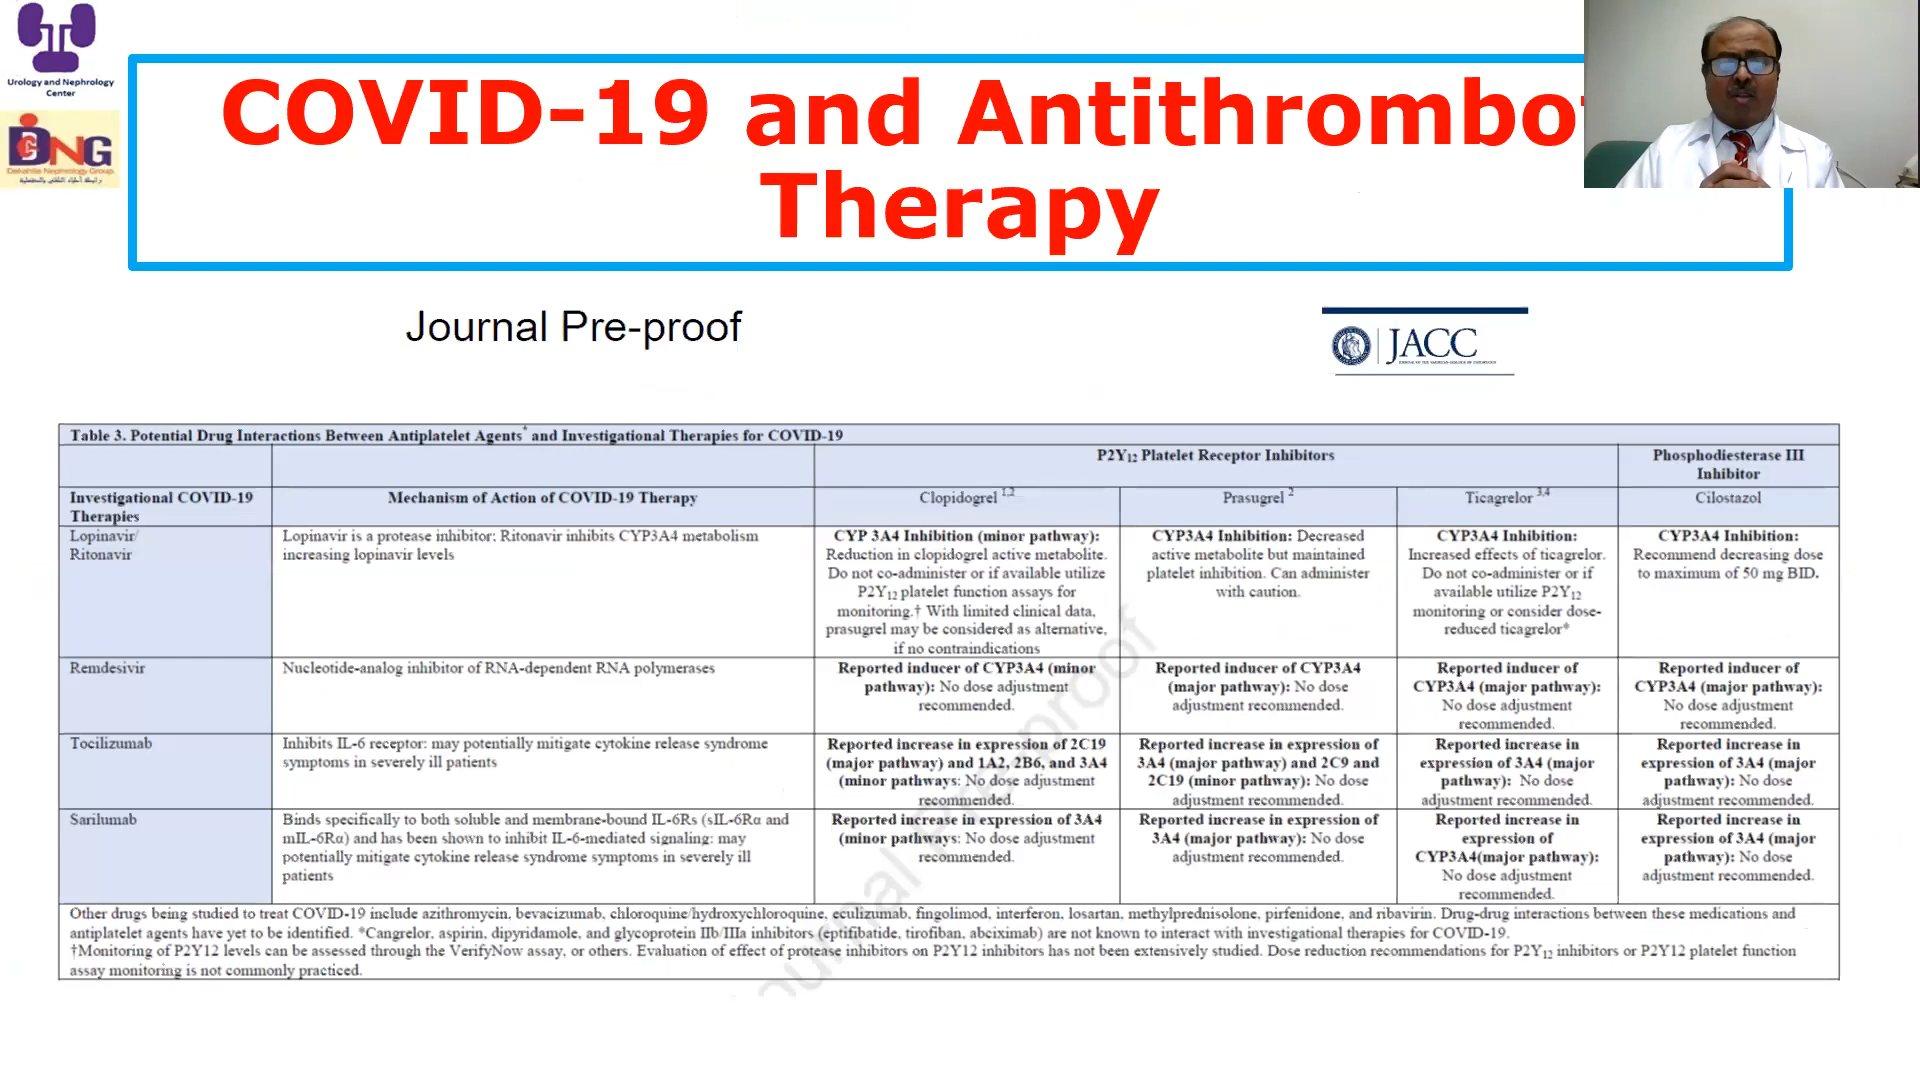 Urology and Nephrology
Center
DNG
Dakahlia Nephrology Group
COVID-19 and Antithrombo
Therapy
Journal Pre-proof
JACC
Table 3. Potential Drug Interactions Between Antiplatelet Agents* and Investigational Therapies for COVID-19
P2Y12 Platelet Receptor Inhibitors
Phosphodiesterase III
Inhibitor
Investigational COVID-19
Therapies
Mechanism of Action of COVID-19 Therapy
Clopidogrel 1,2
Prasugrel 2
Ticagrelor 3,4
Cilostazol
Lopinavir/
Ritonavir
Lopinavir is a protease inhibitor; Ritonavir inhibits CYP3A4 metabolism
increasing lopinavir levels
CYP 3A4 Inhibition (minor pathway):
Reduction in clopidogrel active metabolite.
Do not co-administer or if available utilize
P2Y12 platelet function assays for
monitoring.† With limited clinical data,
prasugrel may be considered as alternative,
if no contraindications
CYP3A4 Inhibition: Decreased
active metabolite but maintained
platelet inhibition. Can administer
with caution.
CYP3A4 Inhibition:
Increased effects of ticagrelor.
Do not co-administer or if
available utilize P2Y12
monitoring or consider dose-
reduced ticagrelor*
CYP3A4 Inhibition:
Recommend decreasing dose
to maximum of 50 mg BID.
Remdesivir
Nucleotide-analog inhibitor of RNA-dependent RNA polymerases
Reported inducer of CYP3A4 (minor
pathway): No dose adjustment
recommended.
Reported inducer of CYP3A4
(major pathway): No dose
adjustment recommended.
Reported inducer of
CYP3A4 (major pathway):
No dose adjustment
recommended.
Reported inducer of
CYP3A4 (major pathway):
No dose adjustment
recommended.
Tocilizumab
Inhibits IL-6 receptor: may potentially mitigate cytokine release syndrome
symptoms in severely ill patients
Reported increase in expression of 2C19
(major pathway) and 1A2, 2B6, and 3A4
(minor pathways: No dose adjustment
recommended.
Reported increase in expression of
3A4 (major pathway) and 2C9 and
2C19 (minor pathway): No dose
adjustment recommended.
Reported increase in
expression of 3A4 (major
pathway): No dose
adjustment recommended.
Reported increase in
expression of 3A4 (major
pathway): No dose
adjustment recommended.
Sarilumab
Binds specifically to both soluble and membrane-bound IL-6Rs (sIL-6Rα and
mIL-6Rα) and has been shown to inhibit IL-6-mediated signaling: may
potentially mitigate cytokine release syndrome symptoms in severely ill
patients
Reported increase in expression of 3A4
(minor pathways: No dose adjustment
recommended.
Reported increase in expression of
3A4 (major pathway): No dose
adjustment recommended.
Reported increase in
expression of
CYP3A4(major pathway):
No dose adjustment
recommended.
Reported increase in
expression of 3A4 (major
pathway): No dose
adjustment recommended.
Other drugs being studied to treat COVID-19 include azithromycin, bevacizumab, chloroquine/hydroxychloroquine, eculizumab, fingolimod, interferon, losartan, methylprednisolone, pirfenidone, and ribavirin. Drug-drug interactions between these medications and
antiplatelet agents have yet to be identified. *Cangrelor, aspirin, dipyridamole, and glycoprotein IIb/IIIa inhibitors (eptifibatide, tirofiban, abciximab) are not known to interact with investigational therapies for COVID-19.
†Monitoring of P2Y12 levels can be assessed through the VerifyNow assay, or others. Evaluation of effect of protease inhibitors on P2Y12 inhibitors has not been extensively studied. Dose reduction recommendations for P2Y12 inhibitors or P2Y12 platelet function
assay monitoring is not commonly practiced.
ournal Pre-proof